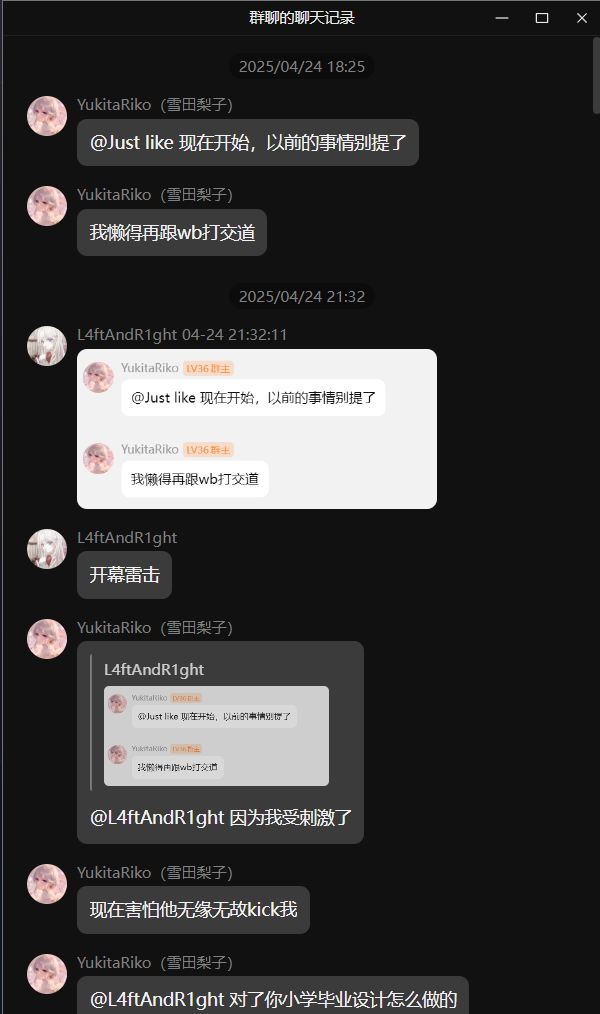 群聊的聊天记录
2025/04/24 18:25
YukitaRiko（雪田梨子）
@Just like 现在开始，以前的事情别提了
YukitaRiko（雪田梨子）
我懒得再跟wb打交道
2025/04/24 21:32
L4ftAndR1ght 04-24 21:32:11
YukitaRiko LV36 群主
@Just like 现在开始，以前的事情别提了
YukitaRiko LV36 群主
我懒得再跟wb打交道
L4ftAndR1ght
开幕雷击
YukitaRiko（雪田梨子）
L4ftAndR1ght
YukitaRiko LV36 群主
@Just like 现在开始，以前的事情别提了
YukitaRiko LV36 群主
我懒得再跟wb打交道
@L4ftAndR1ght 因为我受刺激了
YukitaRiko（雪田梨子）
现在害怕他无缘无故kick我
YukitaRiko（雪田梨子）
@L4ftAndR1ght 对了你小学毕业设计怎么做的